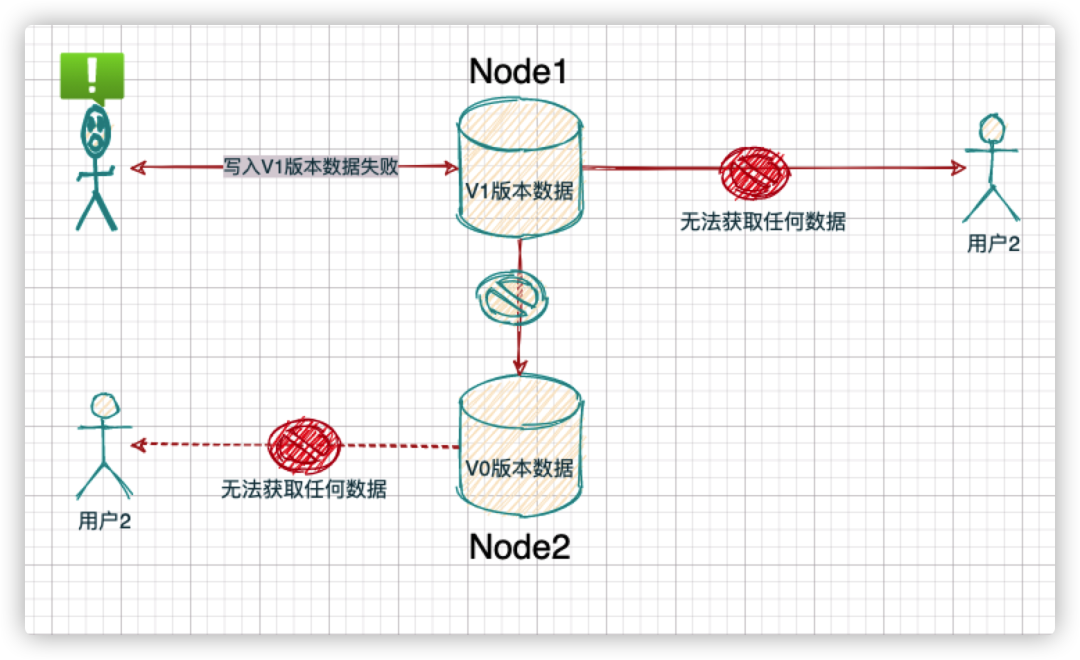 !
Node1
写入V1版本数据失败
V1版本数据
无法获取任何数据
用户2
V0版本数据
无法获取任何数据
用户2
Node2